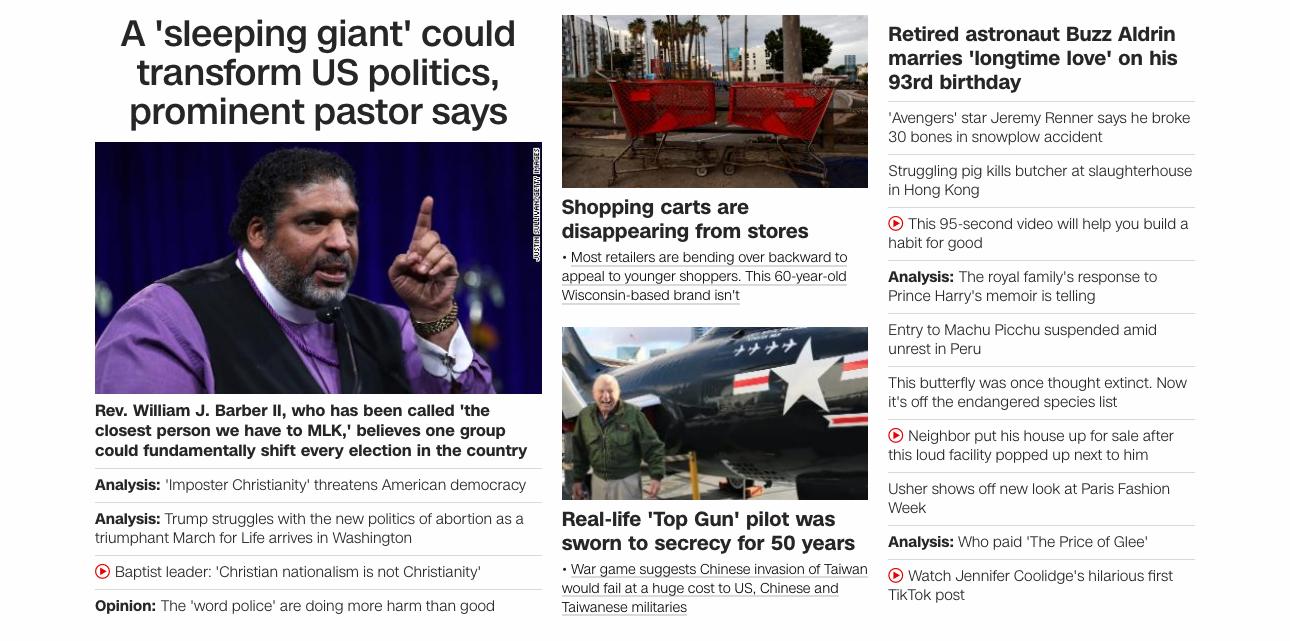 A 'sleeping giant' could
transform US politics,
prominent pastor says
JUSTIN SULLIVAN/GETTY IMAGES
Rev. William J. Barber II, who has been called 'the
closest person we have to MLK,' believes one group
could fundamentally shift every election in the country
Analysis: 'Imposter Christianity' threatens American democracy
Analysis: Trump struggles with the new politics of abortion as a
triumphant March for Life arrives in Washington
Baptist leader: 'Christian nationalism is not Christianity'
Opinion: The 'word police' are doing more harm than good
Shopping carts are
disappearing from stores
• Most retailers are bending over backward to
appeal to younger shoppers. This 60-year-old
Wisconsin-based brand isn't
Real-life 'Top Gun' pilot was
sworn to secrecy for 50 years
• War game suggests Chinese invasion of Taiwan
would fail at a huge cost to US, Chinese and
Taiwanese militaries
Retired astronaut Buzz Aldrin
marries 'longtime love' on his
93rd birthday
'Avengers' star Jeremy Renner says he broke
30 bones in snowplow accident
Struggling pig kills butcher at slaughterhouse
in Hong Kong
This 95-second video will help you build a
habit for good
Analysis: The royal family's response to
Prince Harry's memoir is telling
Entry to Machu Picchu suspended amid
unrest in Peru
This butterfly was once thought extinct. Now
it's off the endangered species list
Neighbor put his house up for sale after
this loud facility popped up next to him
Usher shows off new look at Paris Fashion
Week
Analysis: Who paid 'The Price of Glee'
Watch Jennifer Coolidge's hilarious first
TikTok post